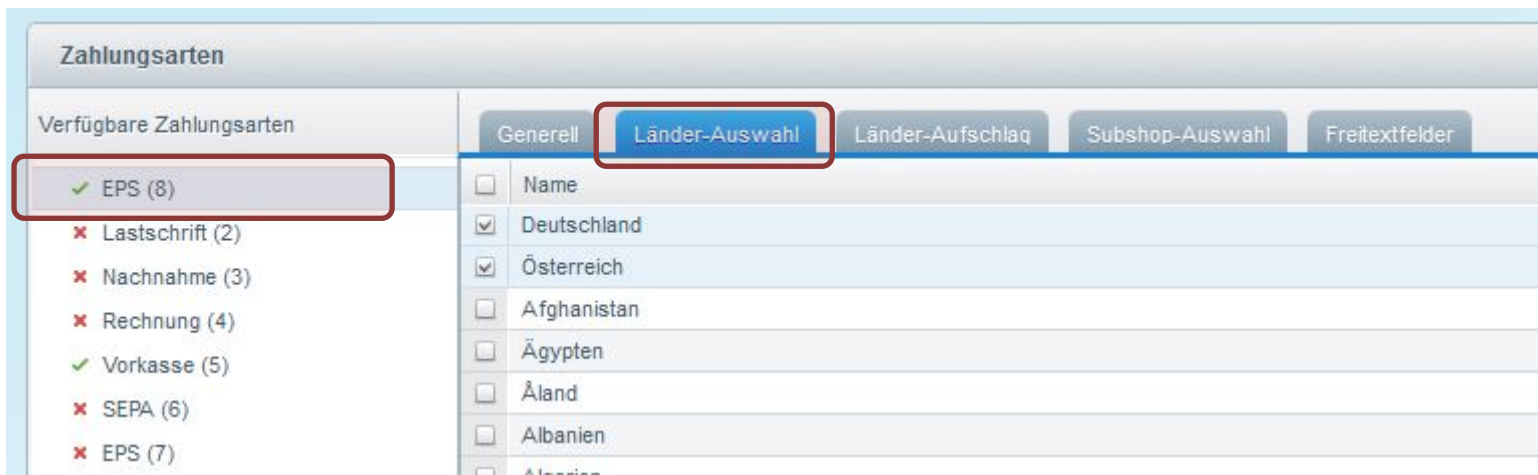 Zahlungsarten
Verfügbare Zahlungsarten
Generell Länder-Auswahl Länder-Aufschlag Subshop-Auswahl Freitextfelder
EPS (8)
Lastschrift (2)
Nachnahme (3)
Rechnung (4)
Vorkasse (5)
SEPA (6)
EPS (7)
Name
Deutschland
Österreich
Afghanistan
Ägypten
Åland
Albanien